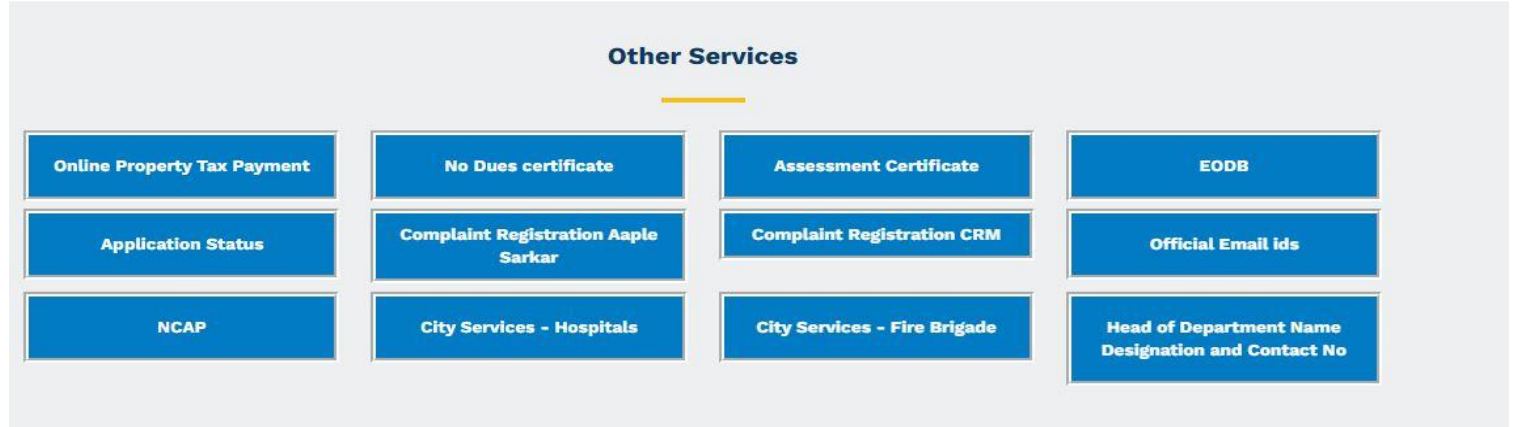 Other Services
Online Property Tax Payment
No Dues certificate
Assessment Certificate
EODB
Application Status
Complaint Registration Aaple
Sarkar
Complaint Registration CRM
Official Email ids
NCAP
City Services - Hospitals
City Services - Fire Brigade
Head of Department Name
Designation and Contact No